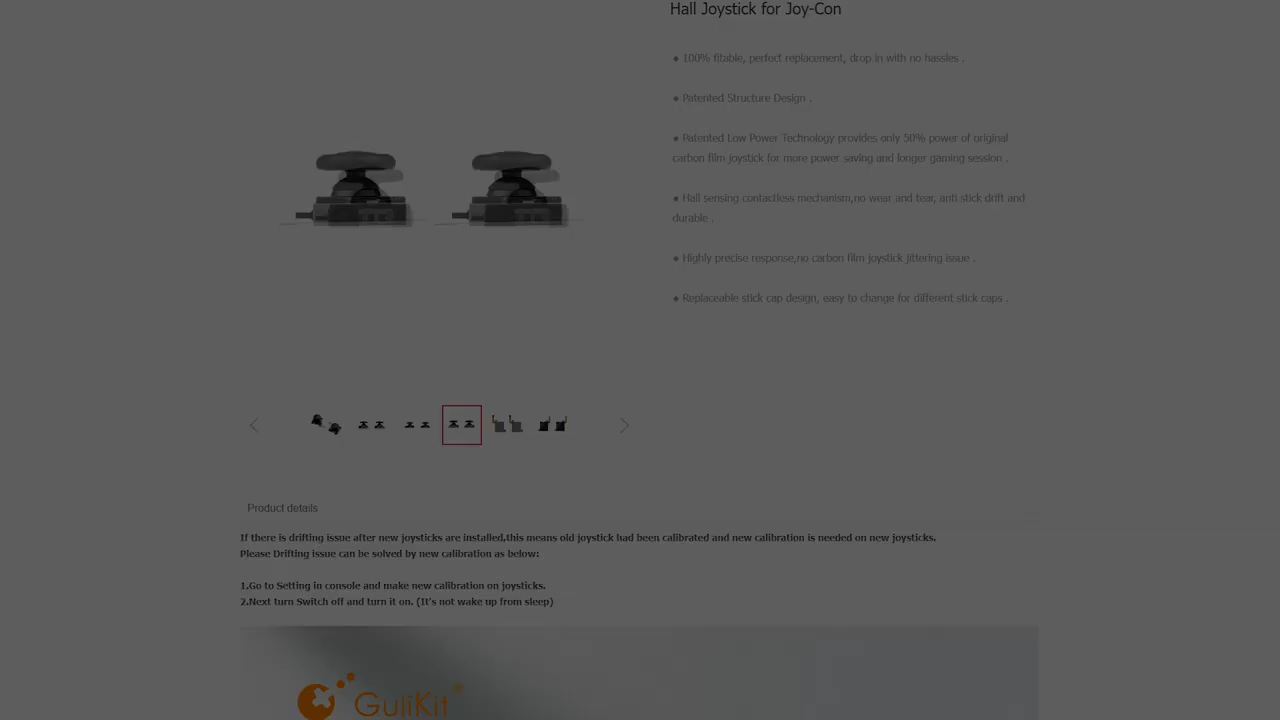 Hall Joystick for Joy-Con
● 100% fitable, perfect replacement, drop in with no hassles .
● Patented Structure Design .
● Patented Low Power Technology provides only 50% power of original
carbon film joystick for more power saving and longer gaming session .
● Hall sensing contactless mechanism,no wear and tear, anti stick drift and
durable .
● Highly precise response,no carbon film joystick jittering issue .
● Replaceable stick cap design, easy to change for different stick caps .
Product details
If there is drifting issue after new joysticks are installed,this means old joystick had been calibrated and new calibration is needed on new joysticks.
Please Drifting issue can be solved by new calibration as below:
1.Go to Setting in console and make new calibration on joysticks.
2.Next turn Switch off and turn it on. (It's not wake up from sleep)
GuliKit